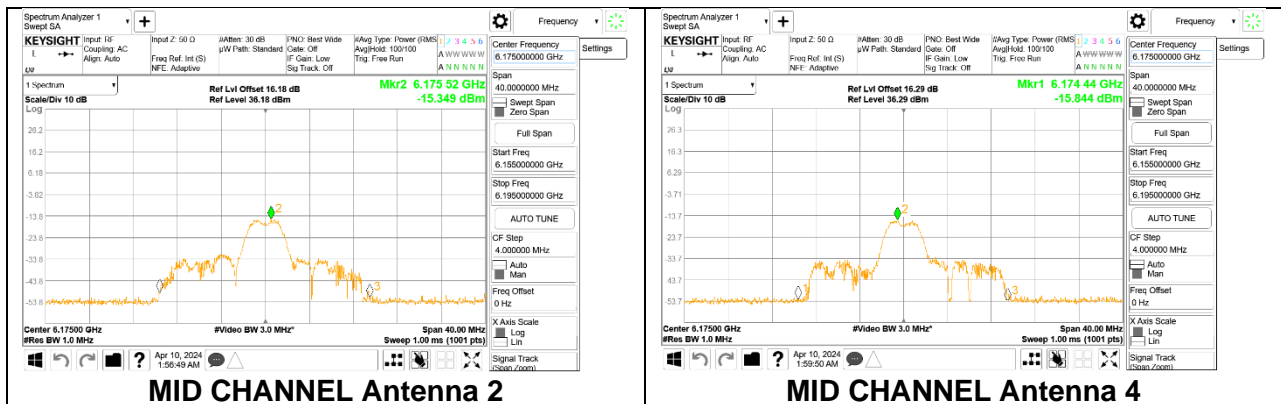 Spectrum Analyzer 1
Swept SA
+
Frequency
KEYSIGHT
Input: RF
Coupling: AC
Align: Auto
Input Z: 50 Ω
Freq Ref: Int (S)
NFE: Adaptive
#Atten: 30 dB
µW Path: Standard
PNO: Best Wide
Gate: Off
IF Gain: Low
Sig Track: Off
#Avg Type: Power (RMS
Avg|Hold: 100/100
Trig: Free Run
1 2 3 4 5 6
A W W W W W
A N N N N N
L
1 Spectrum
Scale/Div 10 dB
Log
Ref Lvl Offset 16.18 dB
Ref Level 36.18 dBm
Mkr2 6.175 52 GHz
-15.349 dBm
26.2
16.2
6.18
-3.82
-13.8
-23.8
-33.8
-43.8
-53.8
2
3
Center 6.17500 GHz
#Res BW 1.0 MHz
#Video BW 3.0 MHz*
Span 40.00 MHz
Sweep 1.00 ms (1001 pts)
?
Apr 10, 2024
1:56:49 AM
Center Frequency
6.175000000 GHz
Settings
Span
40.0000000 MHz
Swept Span
Zero Span
Full Span
Start Freq
6.155000000 GHz
Stop Freq
6.195000000 GHz
AUTO TUNE
CF Step
4.000000 MHz
Auto
Man
Freq Offset
0 Hz
X Axis Scale
Log
Lin
Signal Track
(Span Zoom)
MID CHANNEL Antenna 2
Spectrum Analyzer 1
Swept SA
+
Frequency
KEYSIGHT
Input: RF
Coupling: AC
Align: Auto
Input Z: 50 Ω
Freq Ref: Int (S)
NFE: Adaptive
#Atten: 30 dB
µW Path: Standard
PNO: Best Wide
Gate: Off
IF Gain: Low
Sig Track: Off
#Avg Type: Power (RMS
Avg|Hold: 100/100
Trig: Free Run
1 2 3 4 5 6
A W W W W W
A N N N N N
L
1 Spectrum
Scale/Div 10 dB
Log
Ref Lvl Offset 16.29 dB
Ref Level 36.29 dBm
Mkr1 6.174 44 GHz
-15.844 dBm
26.3
16.3
6.29
-3.71
-13.7
-23.7
-33.7
-43.7
-53.7
2
1
3
Center 6.17500 GHz
#Res BW 1.0 MHz
#Video BW 3.0 MHz*
Span 40.00 MHz
Sweep 1.00 ms (1001 pts)
?
Apr 10, 2024
1:59:50 AM
Center Frequency
6.175000000 GHz
Settings
Span
40.0000000 MHz
Swept Span
Zero Span
Full Span
Start Freq
6.155000000 GHz
Stop Freq
6.195000000 GHz
AUTO TUNE
CF Step
4.000000 MHz
Auto
Man
Freq Offset
0 Hz
X Axis Scale
Log
Lin
Signal Track
(Span Zoom)
MID CHANNEL Antenna 4